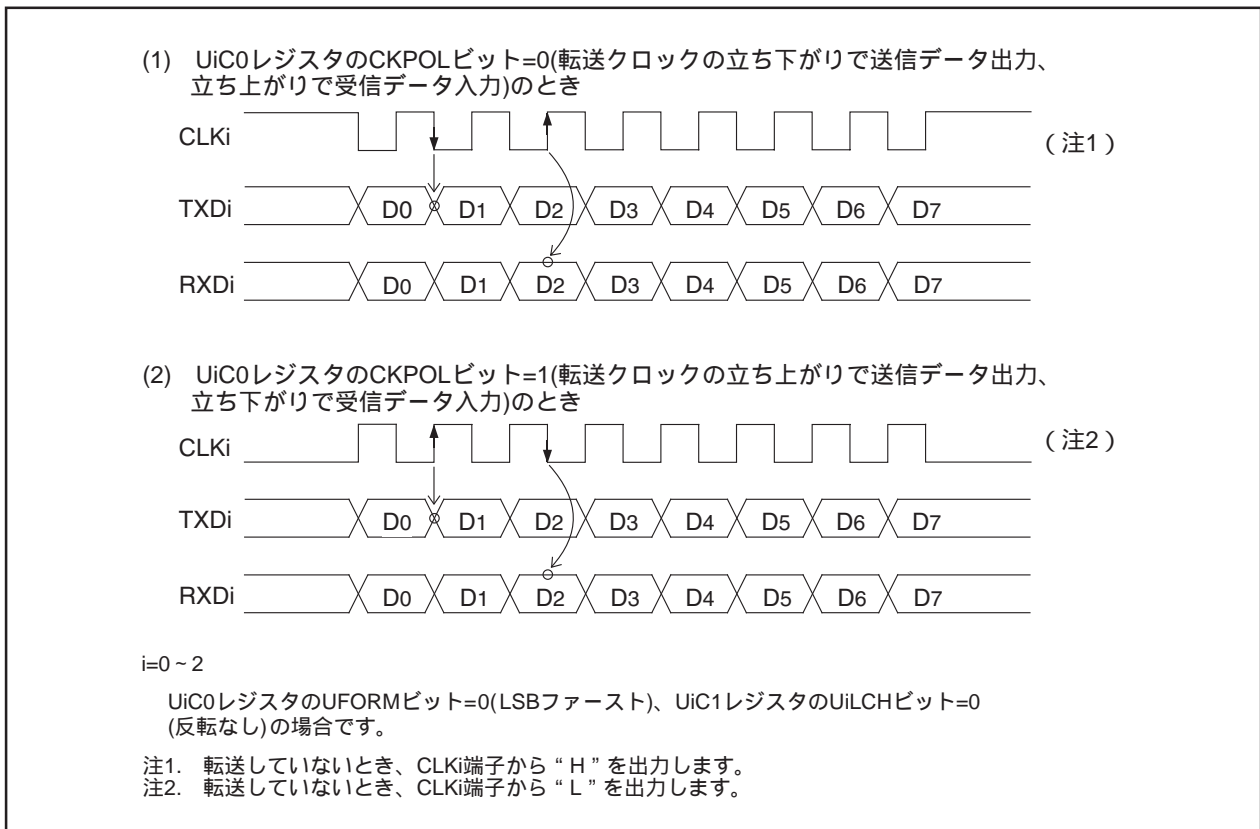 (1) UiC0レジスタのCKPOLビット=0(転送クロックの立ち下がりで送信データ出力、
立ち上がりで受信データ入力)のとき
CLKi
(注1)
TXDi D0 D1 D2 D3 D4 D5 D6 D7
RXDi D0 D1 D2 D3 D4 D5 D6 D7
(2) UiC0レジスタのCKPOLビット=1(転送クロックの立ち上がりで送信データ出力、
立ち下がりで受信データ入力)のとき
CLKi
(注2)
TXDi D0 D1 D2 D3 D4 D5 D6 D7
RXDi D0 D1 D2 D3 D4 D5 D6 D7
i=0~2
UiC0レジスタのUFORMビット=0(LSBファースト)、UiC1レジスタのUiLCHビット=0
(反転なし)の場合です。
注1. 転送していないとき、CLKi端子から“H”を出力します。
注2. 転送していないとき、CLKi端子から“L”を出力します。